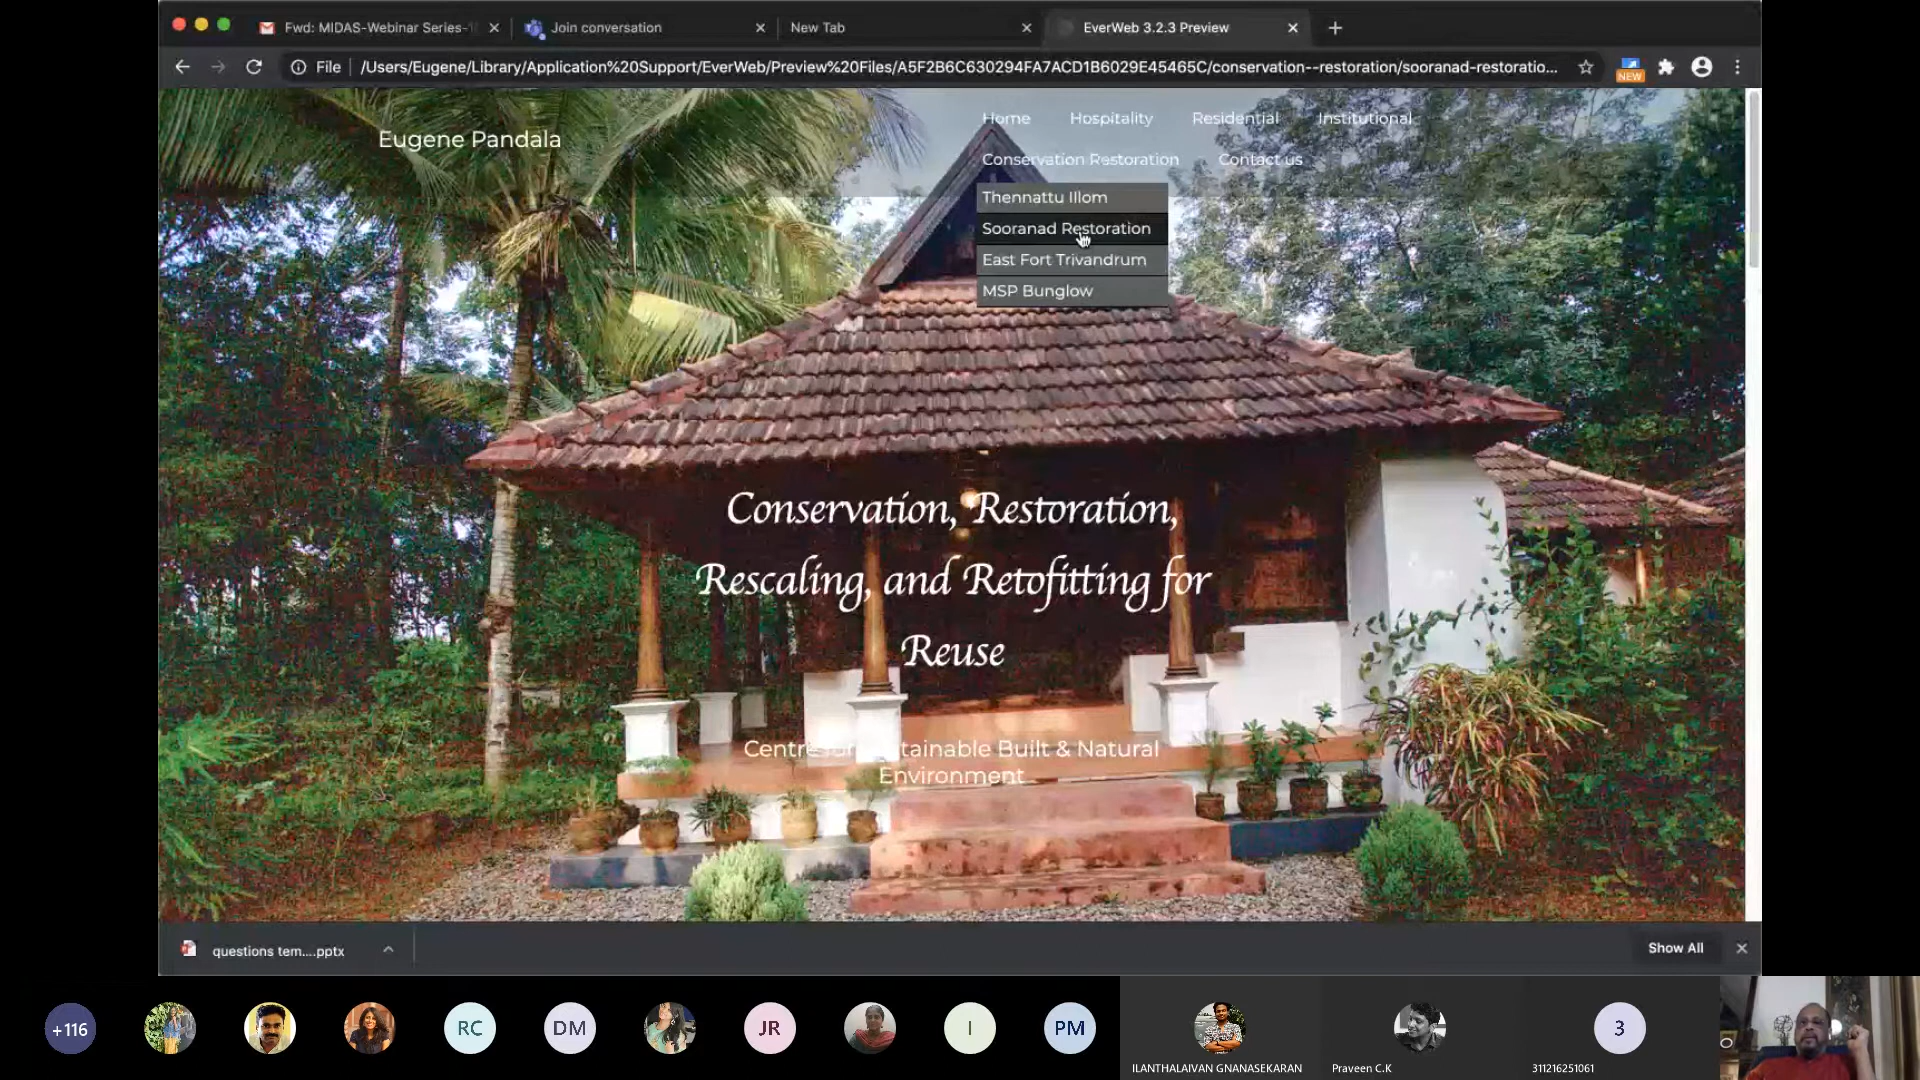 Fwd: MIDAS-Webinar Series-
Join conversation
New Tab
EverWeb 3.2.3 Preview
File
/Users/Eugene/Library/Application%20Support/EverWeb/Preview%20Files/A5F2B6C630294FA7ACD1B6029E45465C/conservation--restoration/sooranad-restoratio...
NEW
Eugene Pandala
Home Hospitality Residential Institutional
Conservation Restoration Contact us
Thennattu Illom
Sooranad Restoration
East Fort Trivandrum
MSP Bunglow
Conservation, Restoration,
Rescaling, and Retofitting for
Reuse
Centre for Sustainable Built & Natural
Environment
questions tem....pptx
Show All
+116
RC
DM
JR
I
PM
3
ILANTHALAIVAN GNANASEKARAN
Praveen C.K
311216251061